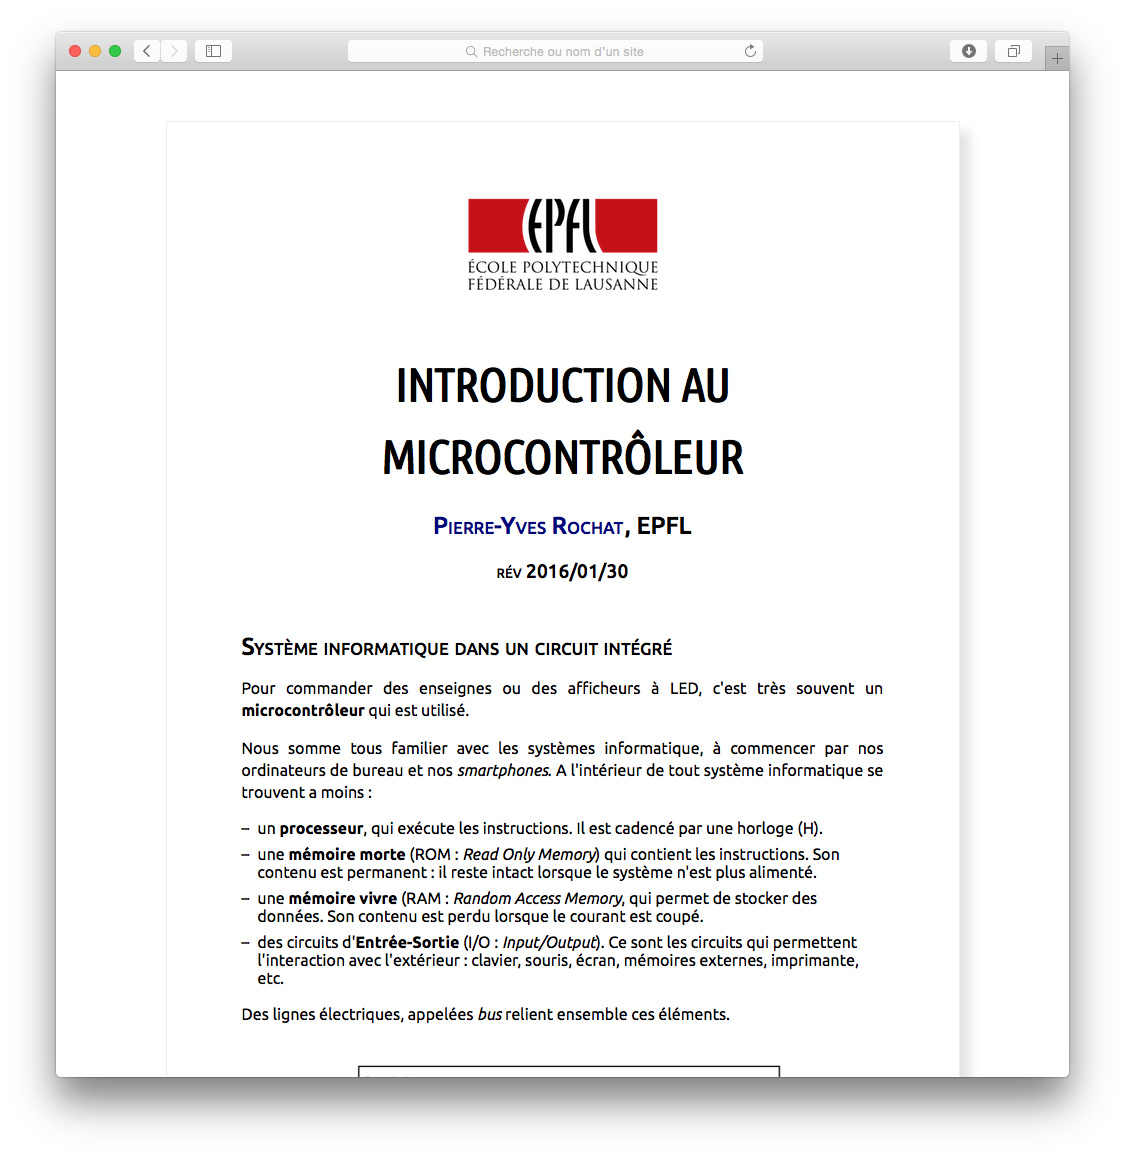 Recherche ou nom d'un site
EPFL
ÉCOLE POLYTECHNIQUE
FÉDÉRALE DE LAUSANNE
INTRODUCTION AU
MICROCONTRÔLEUR
Pierre-Yves Rochat, EPFL
rév 2016/01/30
Système informatique dans un circuit intégré
Pour commander des enseignes ou des afficheurs à LED, c'est très souvent un
microcontrôleur qui est utilisé.
Nous somme tous familier avec les systèmes informatique, à commencer par nos
ordinateurs de bureau et nos smartphones. A l'intérieur de tout système informatique se
trouvent a moins :
– un processeur, qui exécute les instructions. Il est cadencé par une horloge (H).
– une mémoire morte (ROM : Read Only Memory) qui contient les instructions. Son
contenu est permanent : il reste intact lorsque le système n'est plus alimenté.
– une mémoire vivre (RAM : Random Access Memory, qui permet de stocker des
données. Son contenu est perdu lorsque le courant est coupé.
– des circuits d'Entrée-Sortie (I/O : Input/Output). Ce sont les circuits qui permettent
l'interaction avec l'extérieur : clavier, souris, écran, mémoires externes, imprimante,
etc.
Des lignes électriques, appelées bus relient ensemble ces éléments.